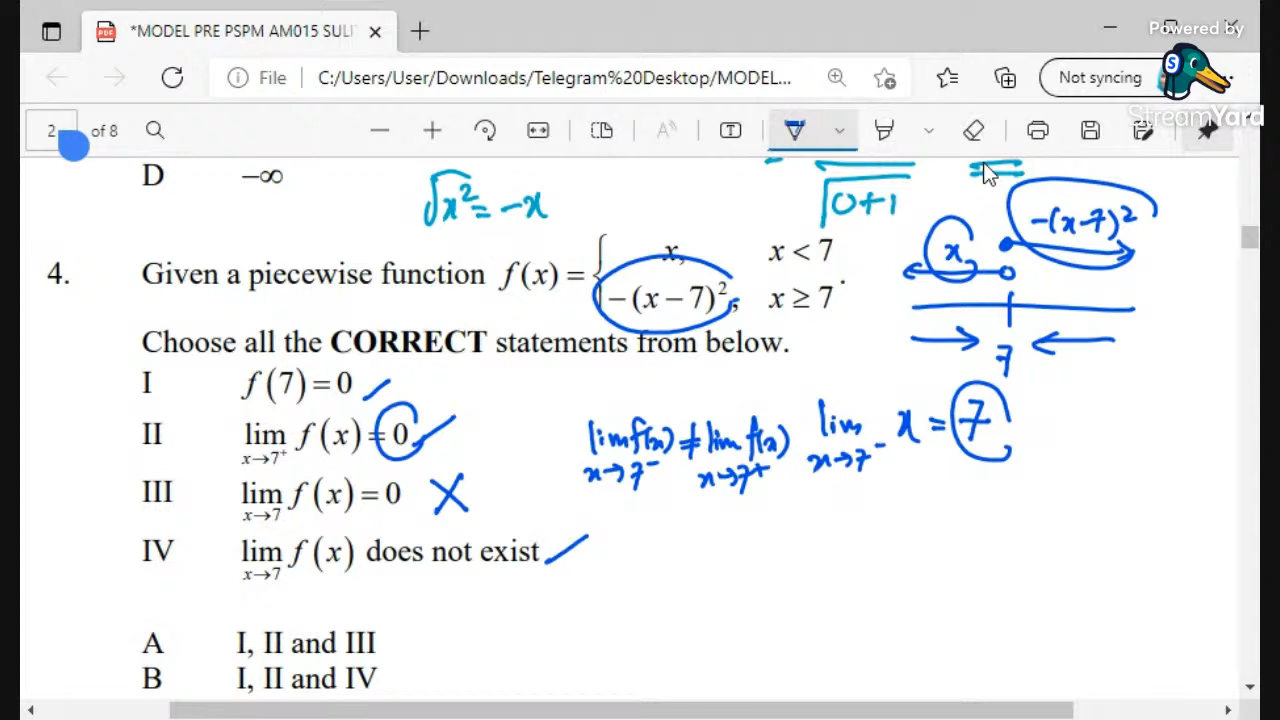 Powered by
*MODEL PRE PSPM AM015 SULI
File C:/Users/User/Downloads/Telegram%20Desktop/MODEL... Not syncing
StreamYard
2 of 8
D −∞ √x² = -x √0+1
-(x-7)²
x
4. Given a piecewise function f(x) = { x, x < 7
−(x − 7)², x ≥ 7 .
Choose all the CORRECT statements from below.
7
I f(7) = 0
II lim x→7⁺ f(x) = 0 lim x→7⁻ f(x) ≠ lim x→7⁺ f(x) lim x→7⁻ x = 7
III lim x→7 f(x) = 0
IV lim x→7 f(x) does not exist
A I, II and III
B I, II and IV